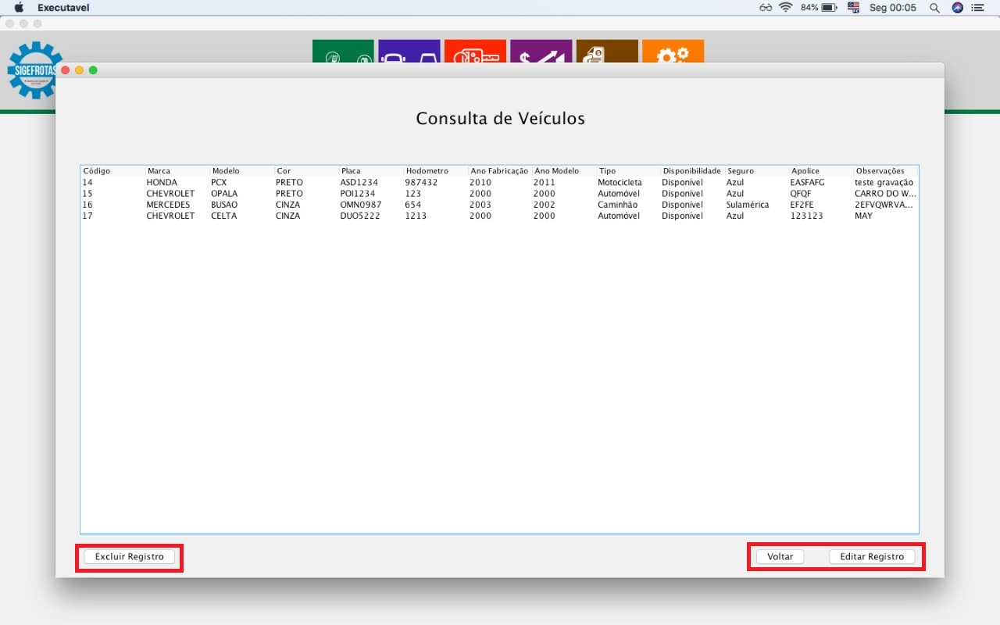 Executavel 84% Seg 00:05
SIGEFROTAS
Consulta de Veículos
Código Marca Modelo Cor Placa Hodometro Ano Fabricação Ano Modelo Tipo Disponibilidade Seguro Apolice Observações
14 HONDA PCX PRETO ASD1234 987432 2010 2011 Motocicleta Disponível Azul EASFAFG teste gravação
15 CHEVROLET OPALA PRETO POI1234 123 2000 2000 Automóvel Disponível Azul QFQF CARRO DO W...
16 MERCEDES BUSAO CINZA OMN0987 654 2003 2002 Caminhão Disponível Sulamérica EF2FE 2EFVQWRVA...
17 CHEVROLET CELTA CINZA DUO5222 1213 2000 2000 Automóvel Disponível Azul 123123 MAY
Excluir Registro Voltar Editar Registro